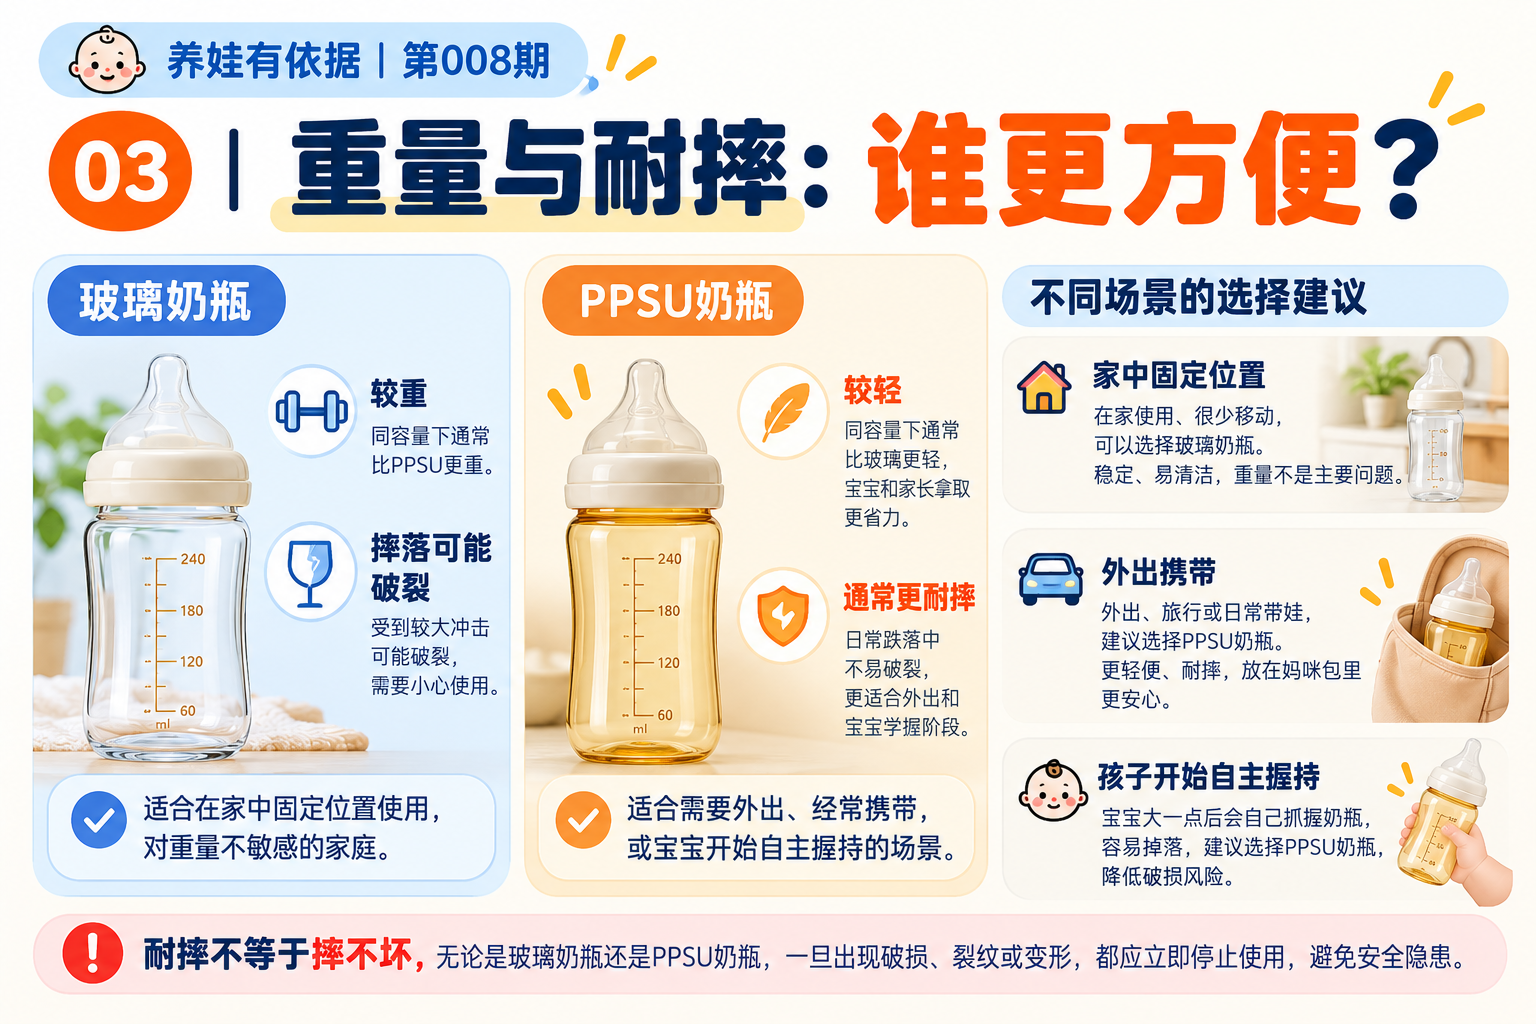 养娃有依据｜第008期
03｜重量与耐摔：谁更方便？
玻璃奶瓶
较重
同容量下通常
比PPSU更重。
摔落可能
破裂
受到较大冲击
可能破裂，
需要小心使用。
240
180
120
60
ml
适合在家中固定位置使用，
对重量不敏感的家庭。
PPSU奶瓶
较轻
同容量下通常
比玻璃更轻，
宝宝和家长拿取
更省力。
通常更耐摔
日常跌落中
不易破裂，
更适合外出和
宝宝学握阶段。
240
180
120
60
ml
适合需要外出、经常携带，
或宝宝开始自主握持的场景。
不同场景的选择建议
家中固定位置
在家使用、很少移动，
可以选择玻璃奶瓶。
稳定、易清洁，重量不是主要问题。
外出携带
外出、旅行或日常带娃，
建议选择PPSU奶瓶。
更轻便、耐摔，放在妈咪包里
更安心。
孩子开始自主握持
宝宝大一点后会自己抓握奶瓶，
容易掉落，建议选择PPSU奶瓶，
降低破损风险。
耐摔不等于摔不坏，无论是玻璃奶瓶还是PPSU奶瓶，一旦出现破损、裂纹或变形，都应立即停止使用，避免安全隐患。